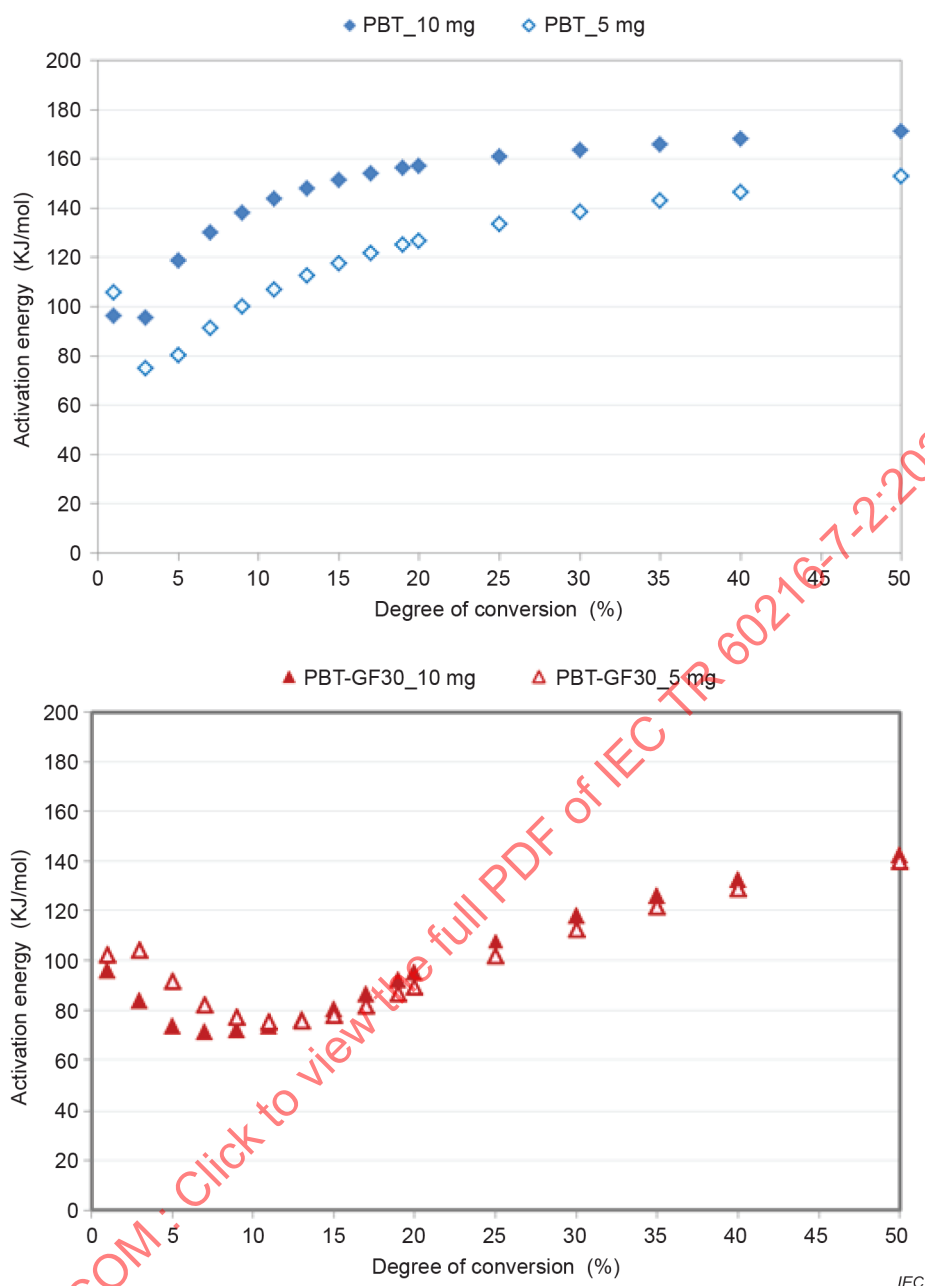 PBT_10 mg PBT_5 mg
200
180
160
140
120
100
80
60
40
20
0
Activation energy (KJ/mol)
0 5 10 15 20 25 30 35 40 45 50
Degree of conversion (%)
PBT-GF30_10 mg PBT-GF30_5 mg
200
180
160
140
120
100
80
60
40
20
0
Activation energy (KJ/mol)
0 5 10 15 20 25 30 35 40 45 50
Degree of conversion (%)
IEC
COM : Click to view the full PDF of IEC TR 60216-7-2:20